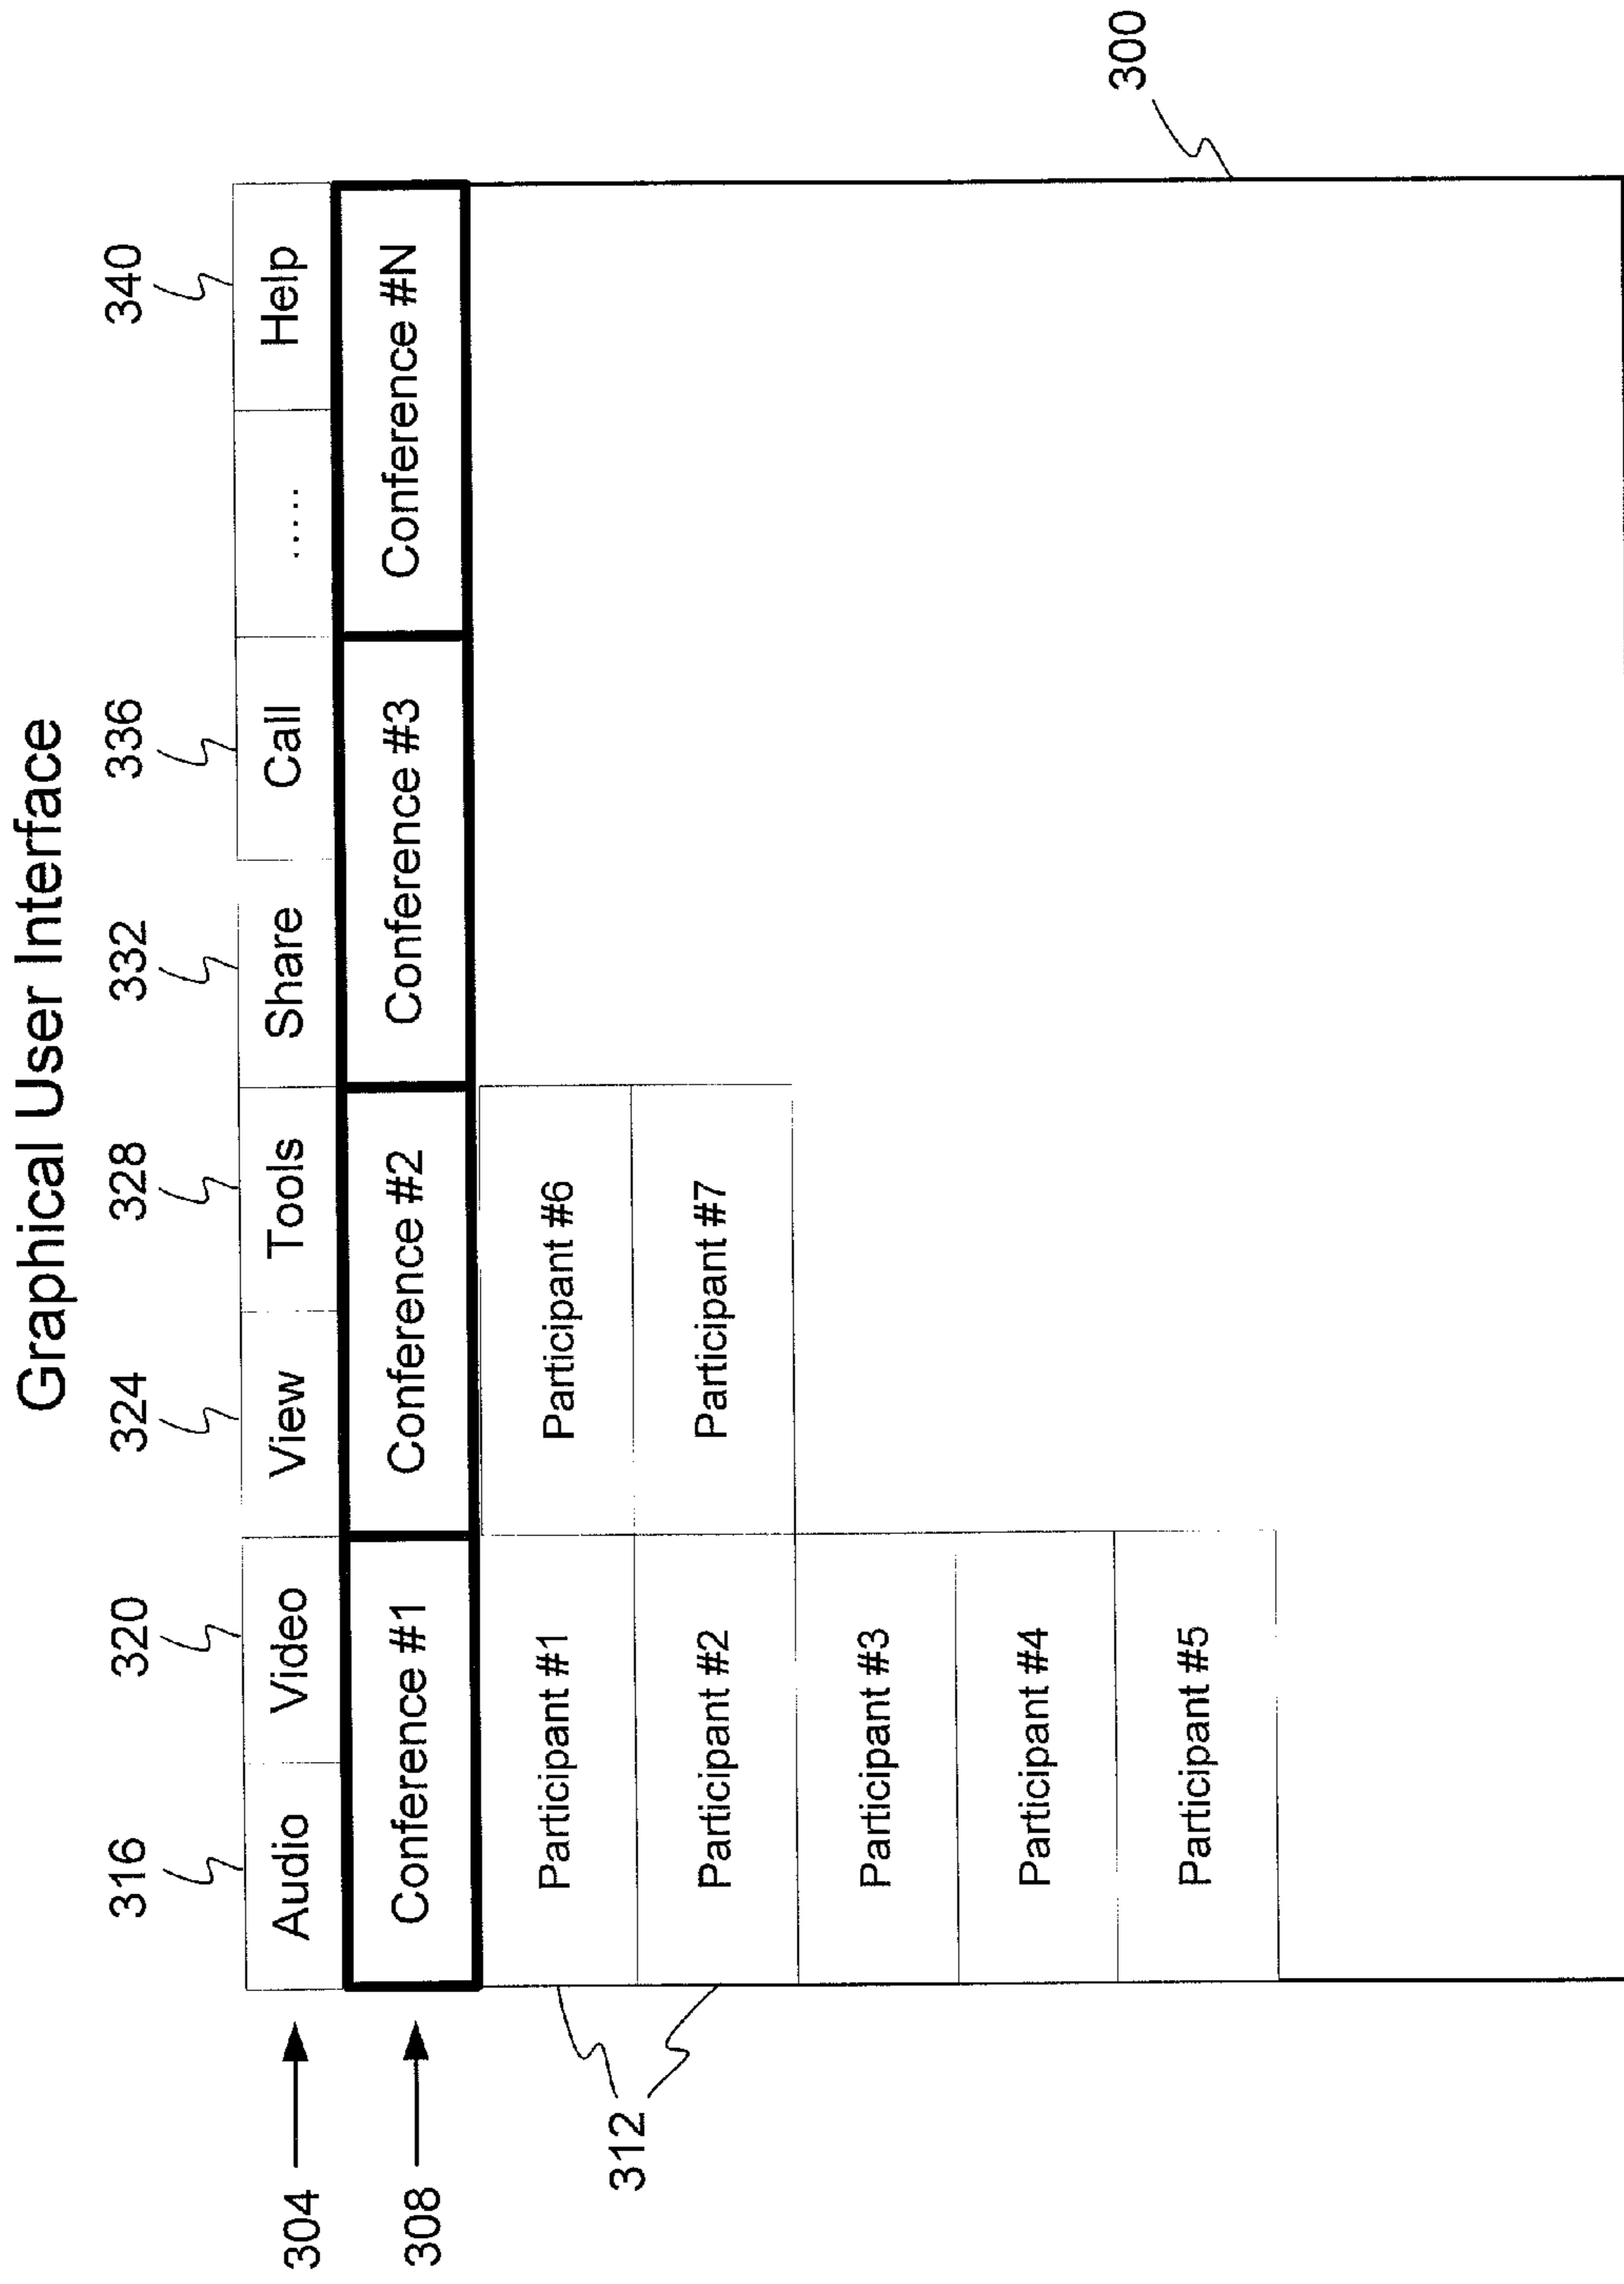 Graphical User Interface
316 320 324 328 332 336 340
304 Audio Video View Tools Share Call ..... Help
308 Conference #1 Conference #2 Conference #3 Conference #N
Participant #1 Participant #6
312
Participant #2 Participant #7
Participant #3
Participant #4
300
Participant #5